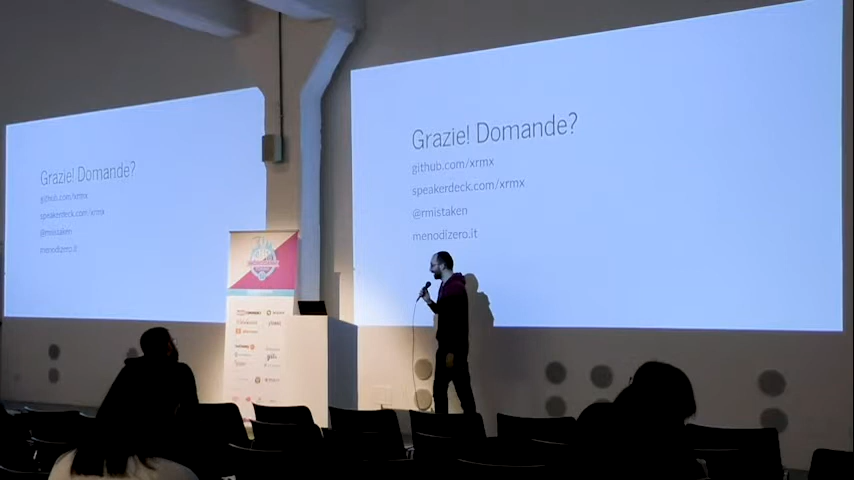 Grazie! Domande?
github.com/xrmx
speakerdeck.com/xrmx
@rmistaken
menodizero.it
Grazie! Domande?
github.com/xrmx
speakerdeck.com/xrmx
@rmistaken
menodizero.it